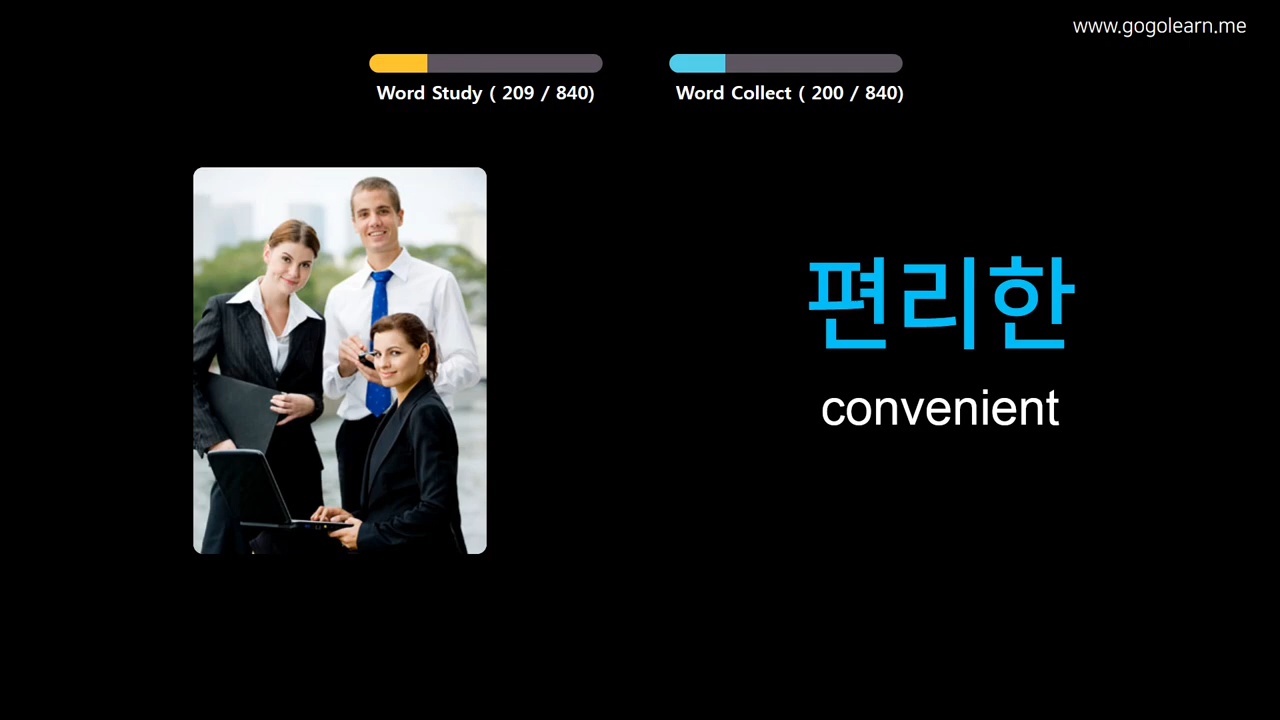 www.gogolearn.me
Word Study ( 209 / 840)
Word Collect ( 200 / 840)
편리한
convenient